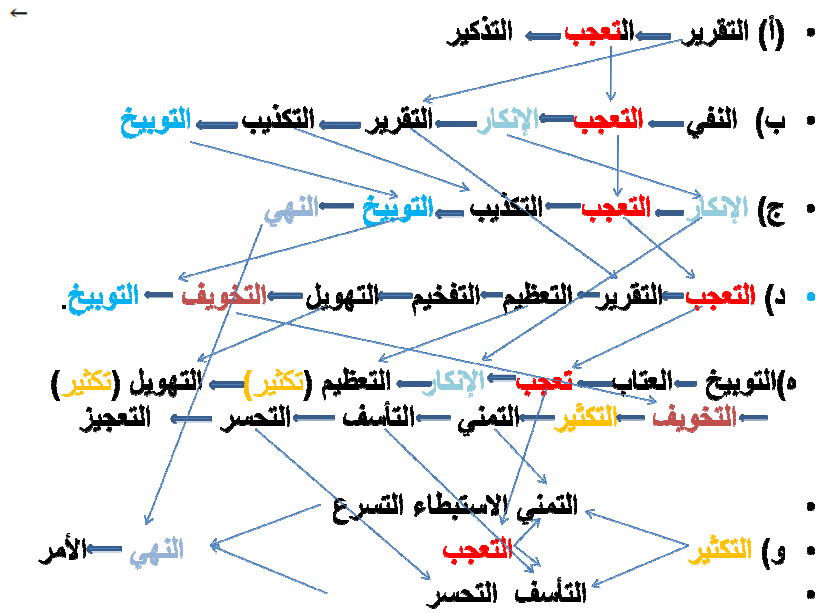 (أ) التقرير التعجب التذكير
ب) النفي التعجب الإنكار التقرير التكذيب التوبيخ
ج) الإنكار التعجب التكذيب التوبيخ النهي
د) التعجب التقرير التعظيم التفخيم التهويل التخويف التوبيخ.
ه)التوبيخ العتاب تعجب الإنكار التعظيم (تكثير) التهويل (تكثير)
التخويف التكثير التمني التأسف التحسر التعجيز
التمني الاستبطاء التسرع
و) التكثير التعجب النهي الأمر
التأسف التحسر